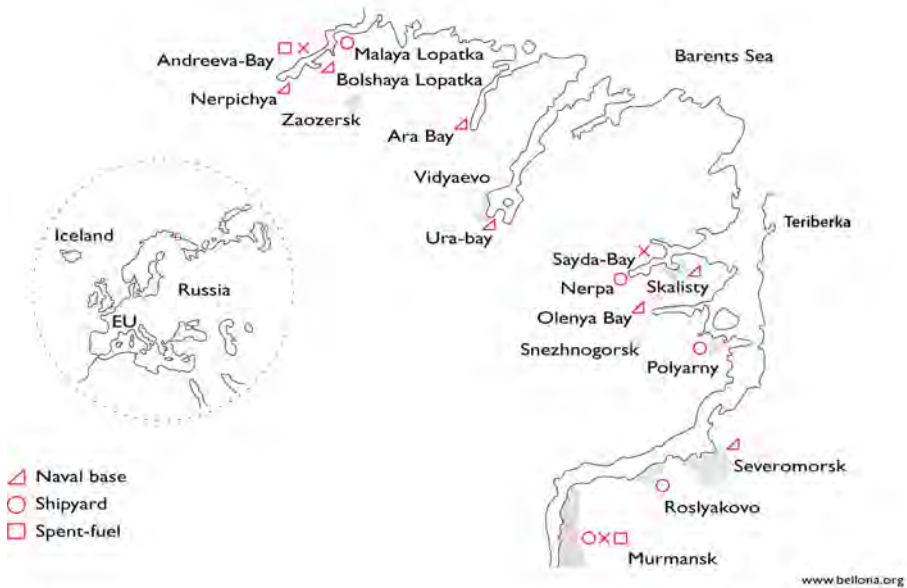 Barents Sea
Andreeva-Bay
Malaya Lopatka
Bolshaya Lopatka
Nerpichya
Zaozersk
Ara Bay
Vidyaevo
Ura-bay
Teriberka
Iceland
Russia
EU
Sayda-Bay
Nerpa
Skalisty
Olenya Bay
Snezhnogorsk
Polyarny
Naval base
Shipyard
Spent-fuel
Severomorsk
Roslyakovo
Murmansk
www.bellona.org